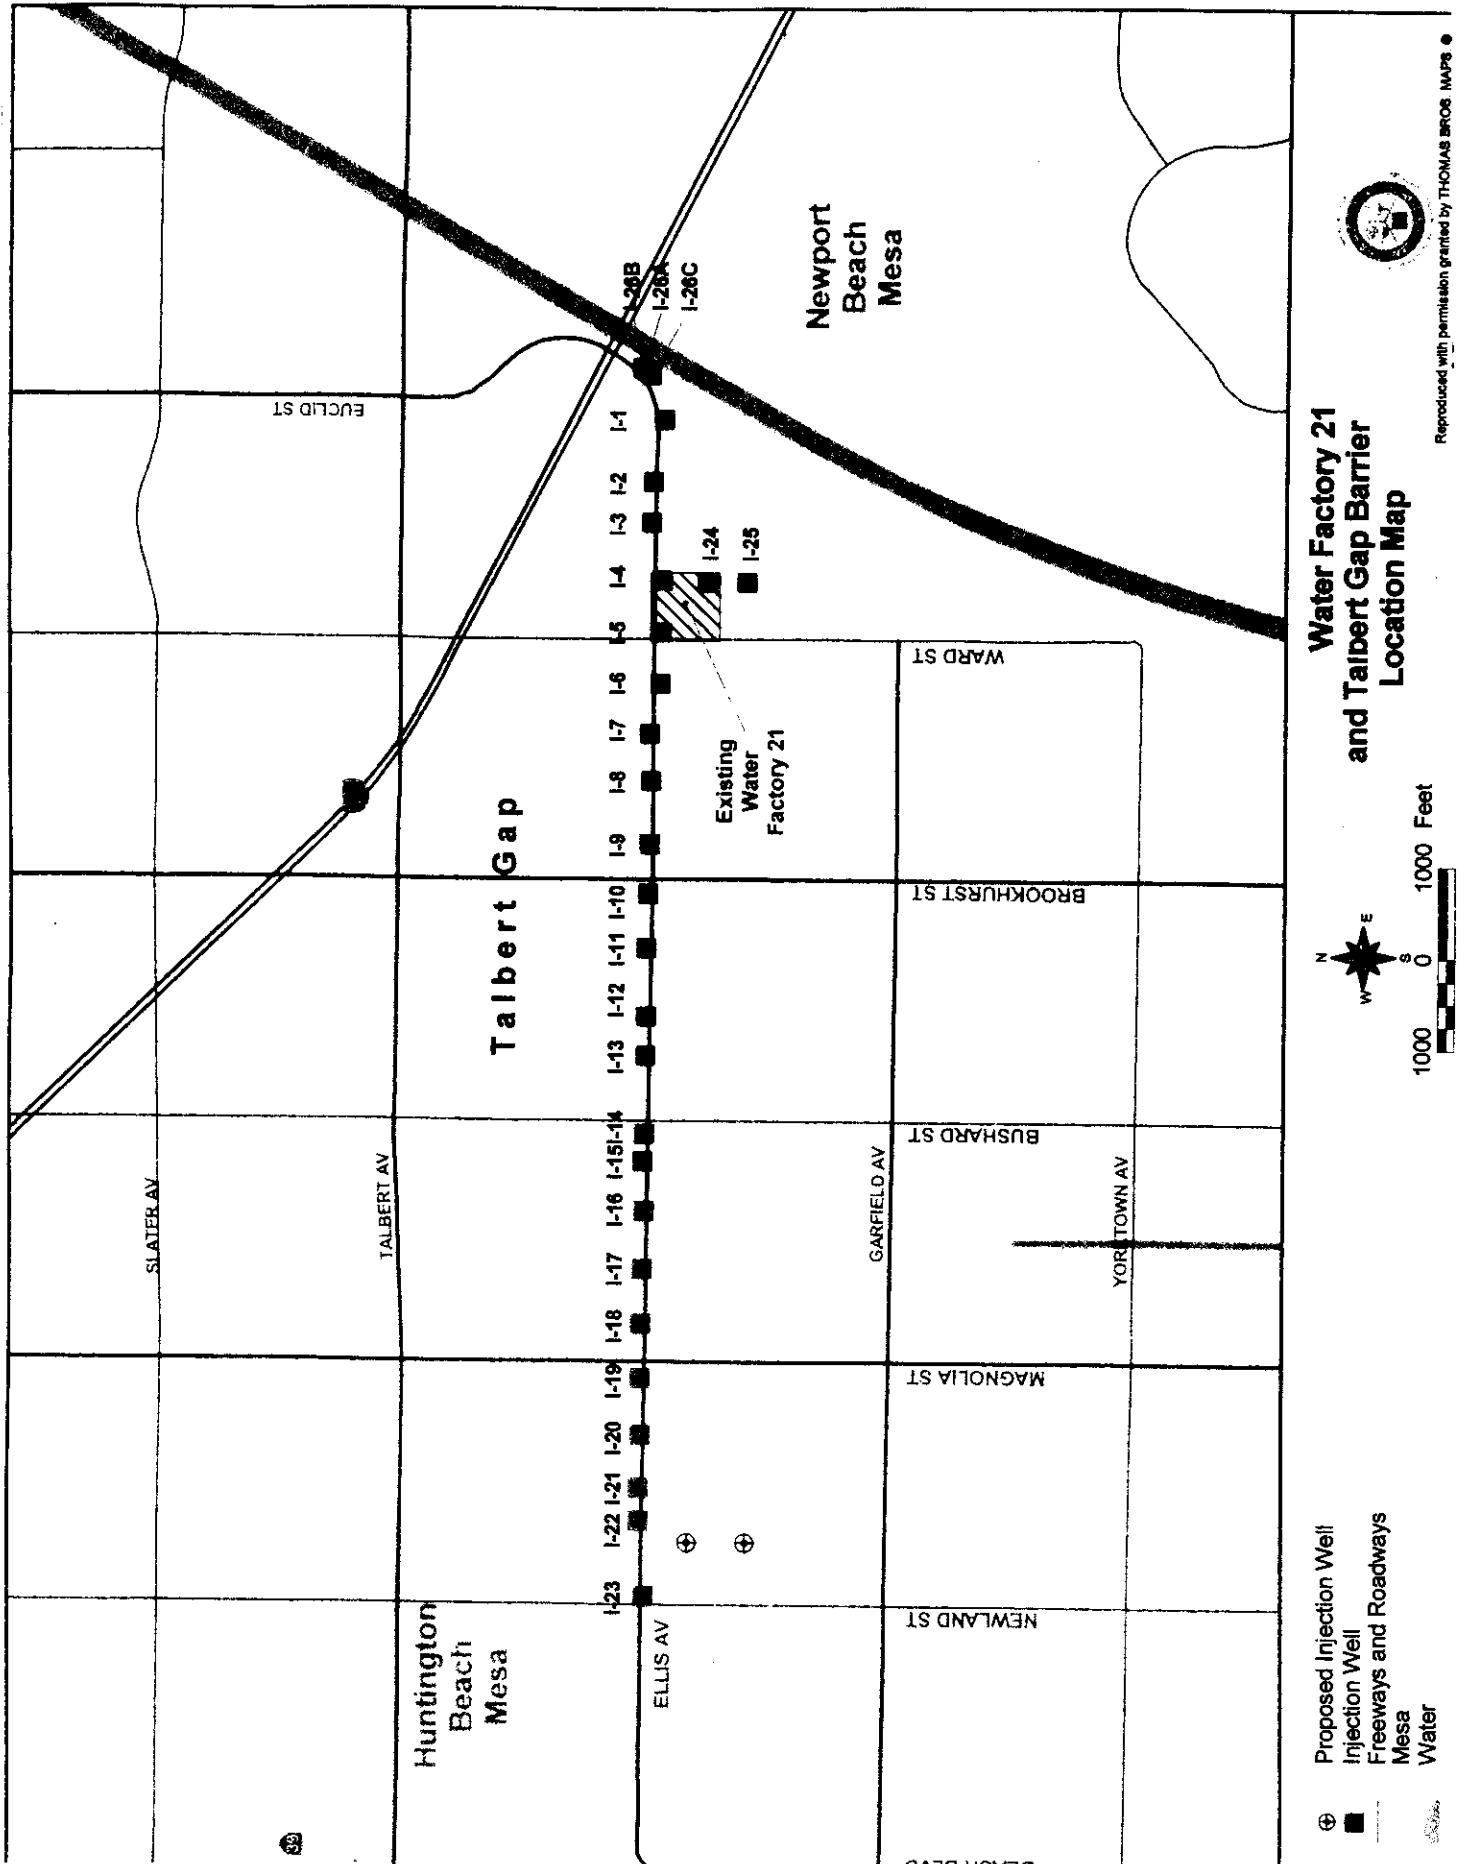 SLATER AV
TALBERT AV
EUCLID ST
Talbert Gap
Huntington
Beach
Mesa
Newport
Beach
Mesa
39
I-23
I-22
I-21
I-20
I-19
I-18
I-17
I-16
I-15
I-14
I-13
I-12
I-11
I-10
I-9
I-8
I-7
I-6
I-5
I-4
I-3
I-2
I-1
I-26B
I-26A
I-26C
I-24
I-25
ELLIS AV
Existing
Water
Factory 21
GARFIELD AV
YORKTOWN AV
NEWLAND ST
MAGNOLIA ST
BUSHARD ST
BROOKHURST ST
WARD ST
Proposed Injection Well
Injection Well
Freeways and Roadways
Mesa
Water
N
W
E
S
1000 0 1000 Feet
Water Factory 21
and Talbert Gap Barrier
Location Map
Reproduced with permission granted by THOMAS BROS. MAPS.